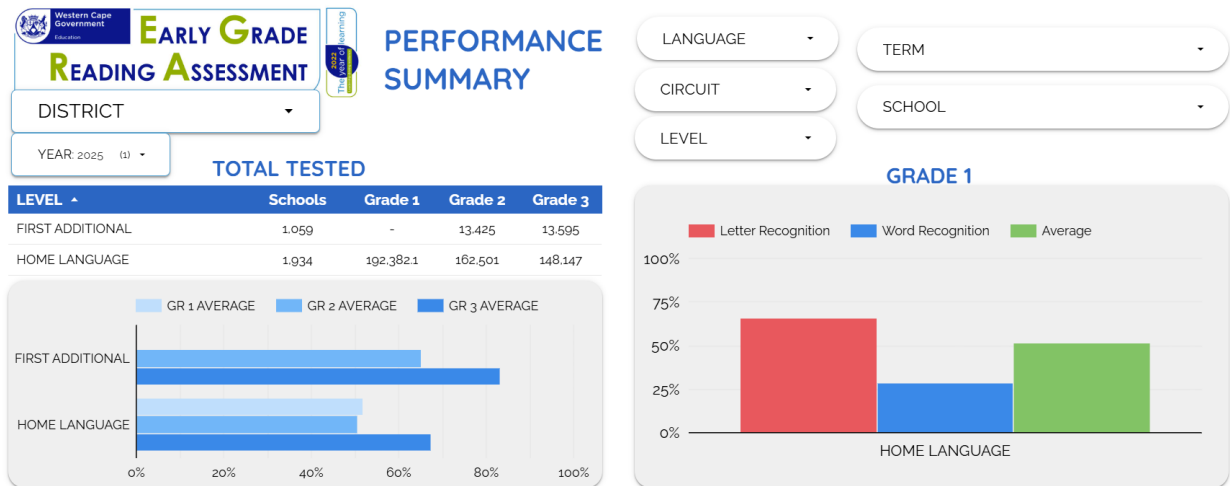 Western Cape
Government
Education
EARLY GRADE
READING ASSESSMENT
2022
The year of learning
PERFORMANCE
SUMMARY
DISTRICT
YEAR: 2025 (1)
LANGUAGE
CIRCUIT
LEVEL
TERM
SCHOOL
TOTAL TESTED
LEVEL Schools Grade 1 Grade 2 Grade 3
FIRST ADDITIONAL 1,059 - 13,425 13,595
HOME LANGUAGE 1,934 192,382.1 162,501 148,147
GR 1 AVERAGE GR 2 AVERAGE GR 3 AVERAGE
FIRST ADDITIONAL
HOME LANGUAGE
0% 20% 40% 60% 80% 100%
GRADE 1
Letter Recognition Word Recognition Average
100%
75%
50%
25%
0%
HOME LANGUAGE